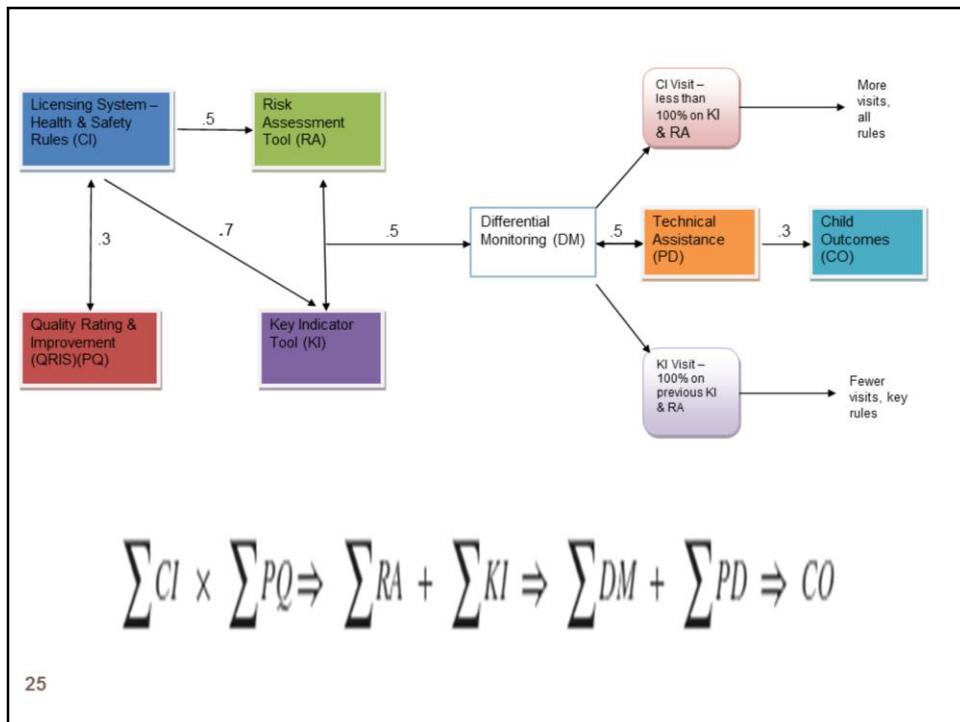 Licensing System –
Health & Safety
Rules (CI)
.5
Risk
Assessment
Tool (RA)
CI Visit –
less than
100% on KI
& RA
More
visits,
all
rules
.3
.7
.5
Differential
Monitoring (DM)
.5
Technical
Assistance
(PD)
.3
Child
Outcomes
(CO)
Quality Rating &
Improvement
(QRIS)(PQ)
Key Indicator
Tool (KI)
KI Visit –
100% on
previous KI
& RA
Fewer
visits, key
rules
∑CI × ∑PQ⇒ ∑RA + ∑KI ⇒ ∑DM + ∑PD ⇒ CO
25